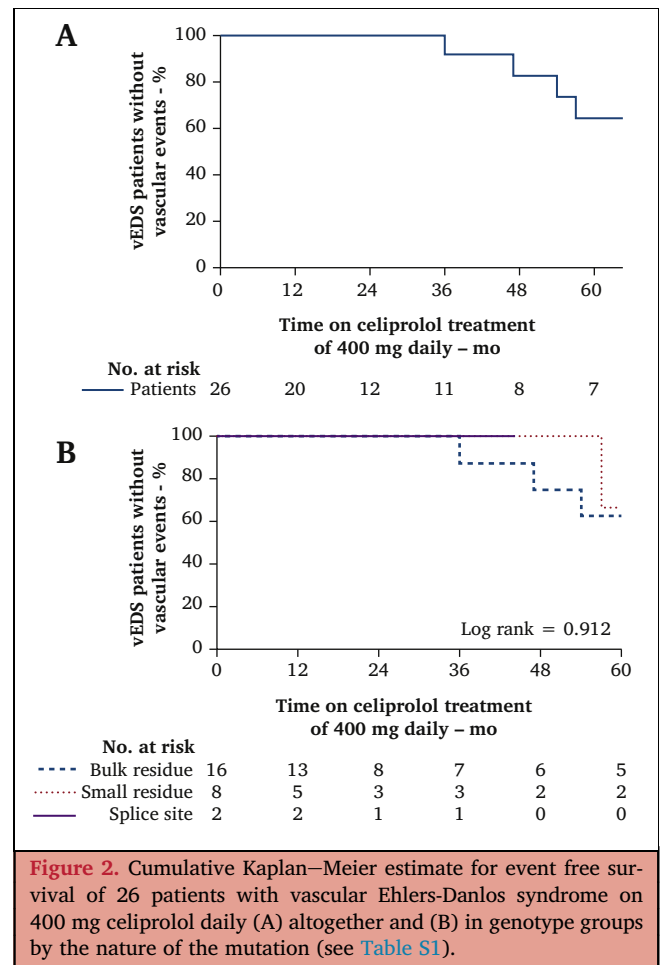 A
100
80
60
40
20
0
vEDS patients without
vascular events - %
0 12 24 36 48 60
Time on celiprolol treatment
of 400 mg daily – mo
No. at risk
Patients 26 20 12 11 8 7
B
100
80
60
40
20
0
vEDS patients without
vascular events - %
Log rank = 0.912
0 12 24 36 48 60
Time on celiprolol treatment
of 400 mg daily – mo
No. at risk
Bulk residue 16 13 8 7 6 5
Small residue 8 5 3 3 2 2
Splice site 2 2 1 1 0 0
Figure 2. Cumulative Kaplan–Meier estimate for event free sur-
vival of 26 patients with vascular Ehlers-Danlos syndrome on
400 mg celiprolol daily (A) altogether and (B) in genotype groups
by the nature of the mutation (see Table S1).